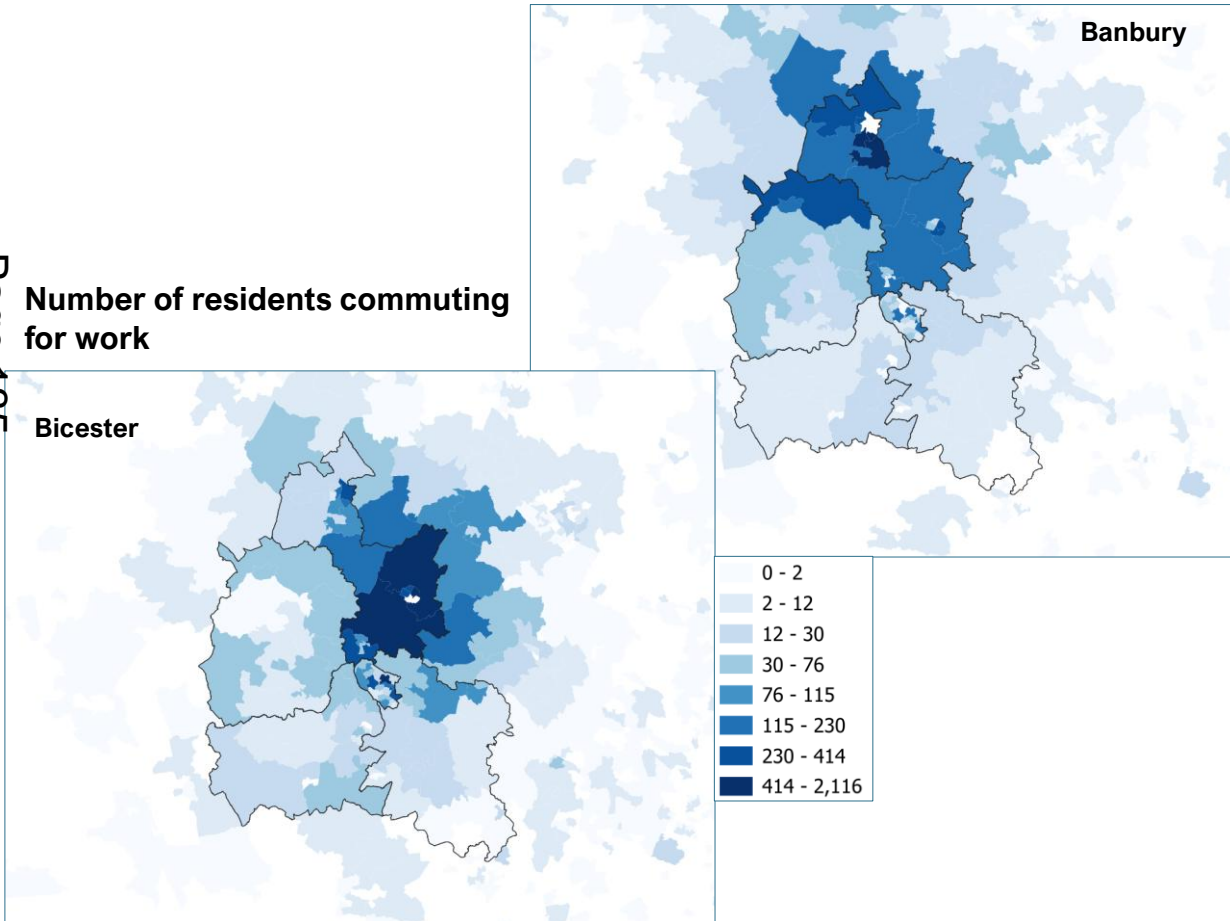 Banbury
Number of residents commuting
for work
Bicester
0 - 2
2 - 12
12 - 30
30 - 76
76 - 115
115 - 230
230 - 414
414 - 2,116